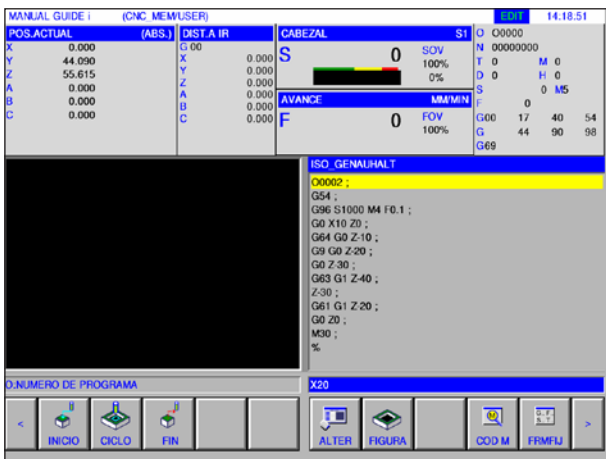 MANUAL GUIDE i (CNC_MEM/USER) EDIT 14.18.51
POS.ACTUAL (ABS.) DIST.A IR CABEZAL S1 O O0000
X 0.000 G 00 S 0 SOV 100% 0% N 00000000
Y 44.090 X 0.000 T 0 M 0
Z 55.615 Y 0.000 D 0 H 0
A 0.000 Z 0.000 S 0 M5
B 0.000 A 0.000 AVANCE MM/MIN F 0
C 0.000 B 0.000 F 0 FOV 100% G00 17 40 54
C 0.000 G 44 90 98
G69
ISO_GENAUHALT
O0002 ;
G54 ;
G96 S1000 M4 F0.1 ;
G0 X10 Z0 ;
G64 G0 Z-10 ;
G9 G0 Z-20 ;
G0 Z-30 ;
G63 G1 Z-40 ;
Z-30 ;
G61 G1 Z-20 ;
G0 Z0 ;
M30 ;
%
O:NUMERO DE PROGRAMA X20
< INICIO CICLO FIN ALTER FIGURA COD M FRMFIJ >